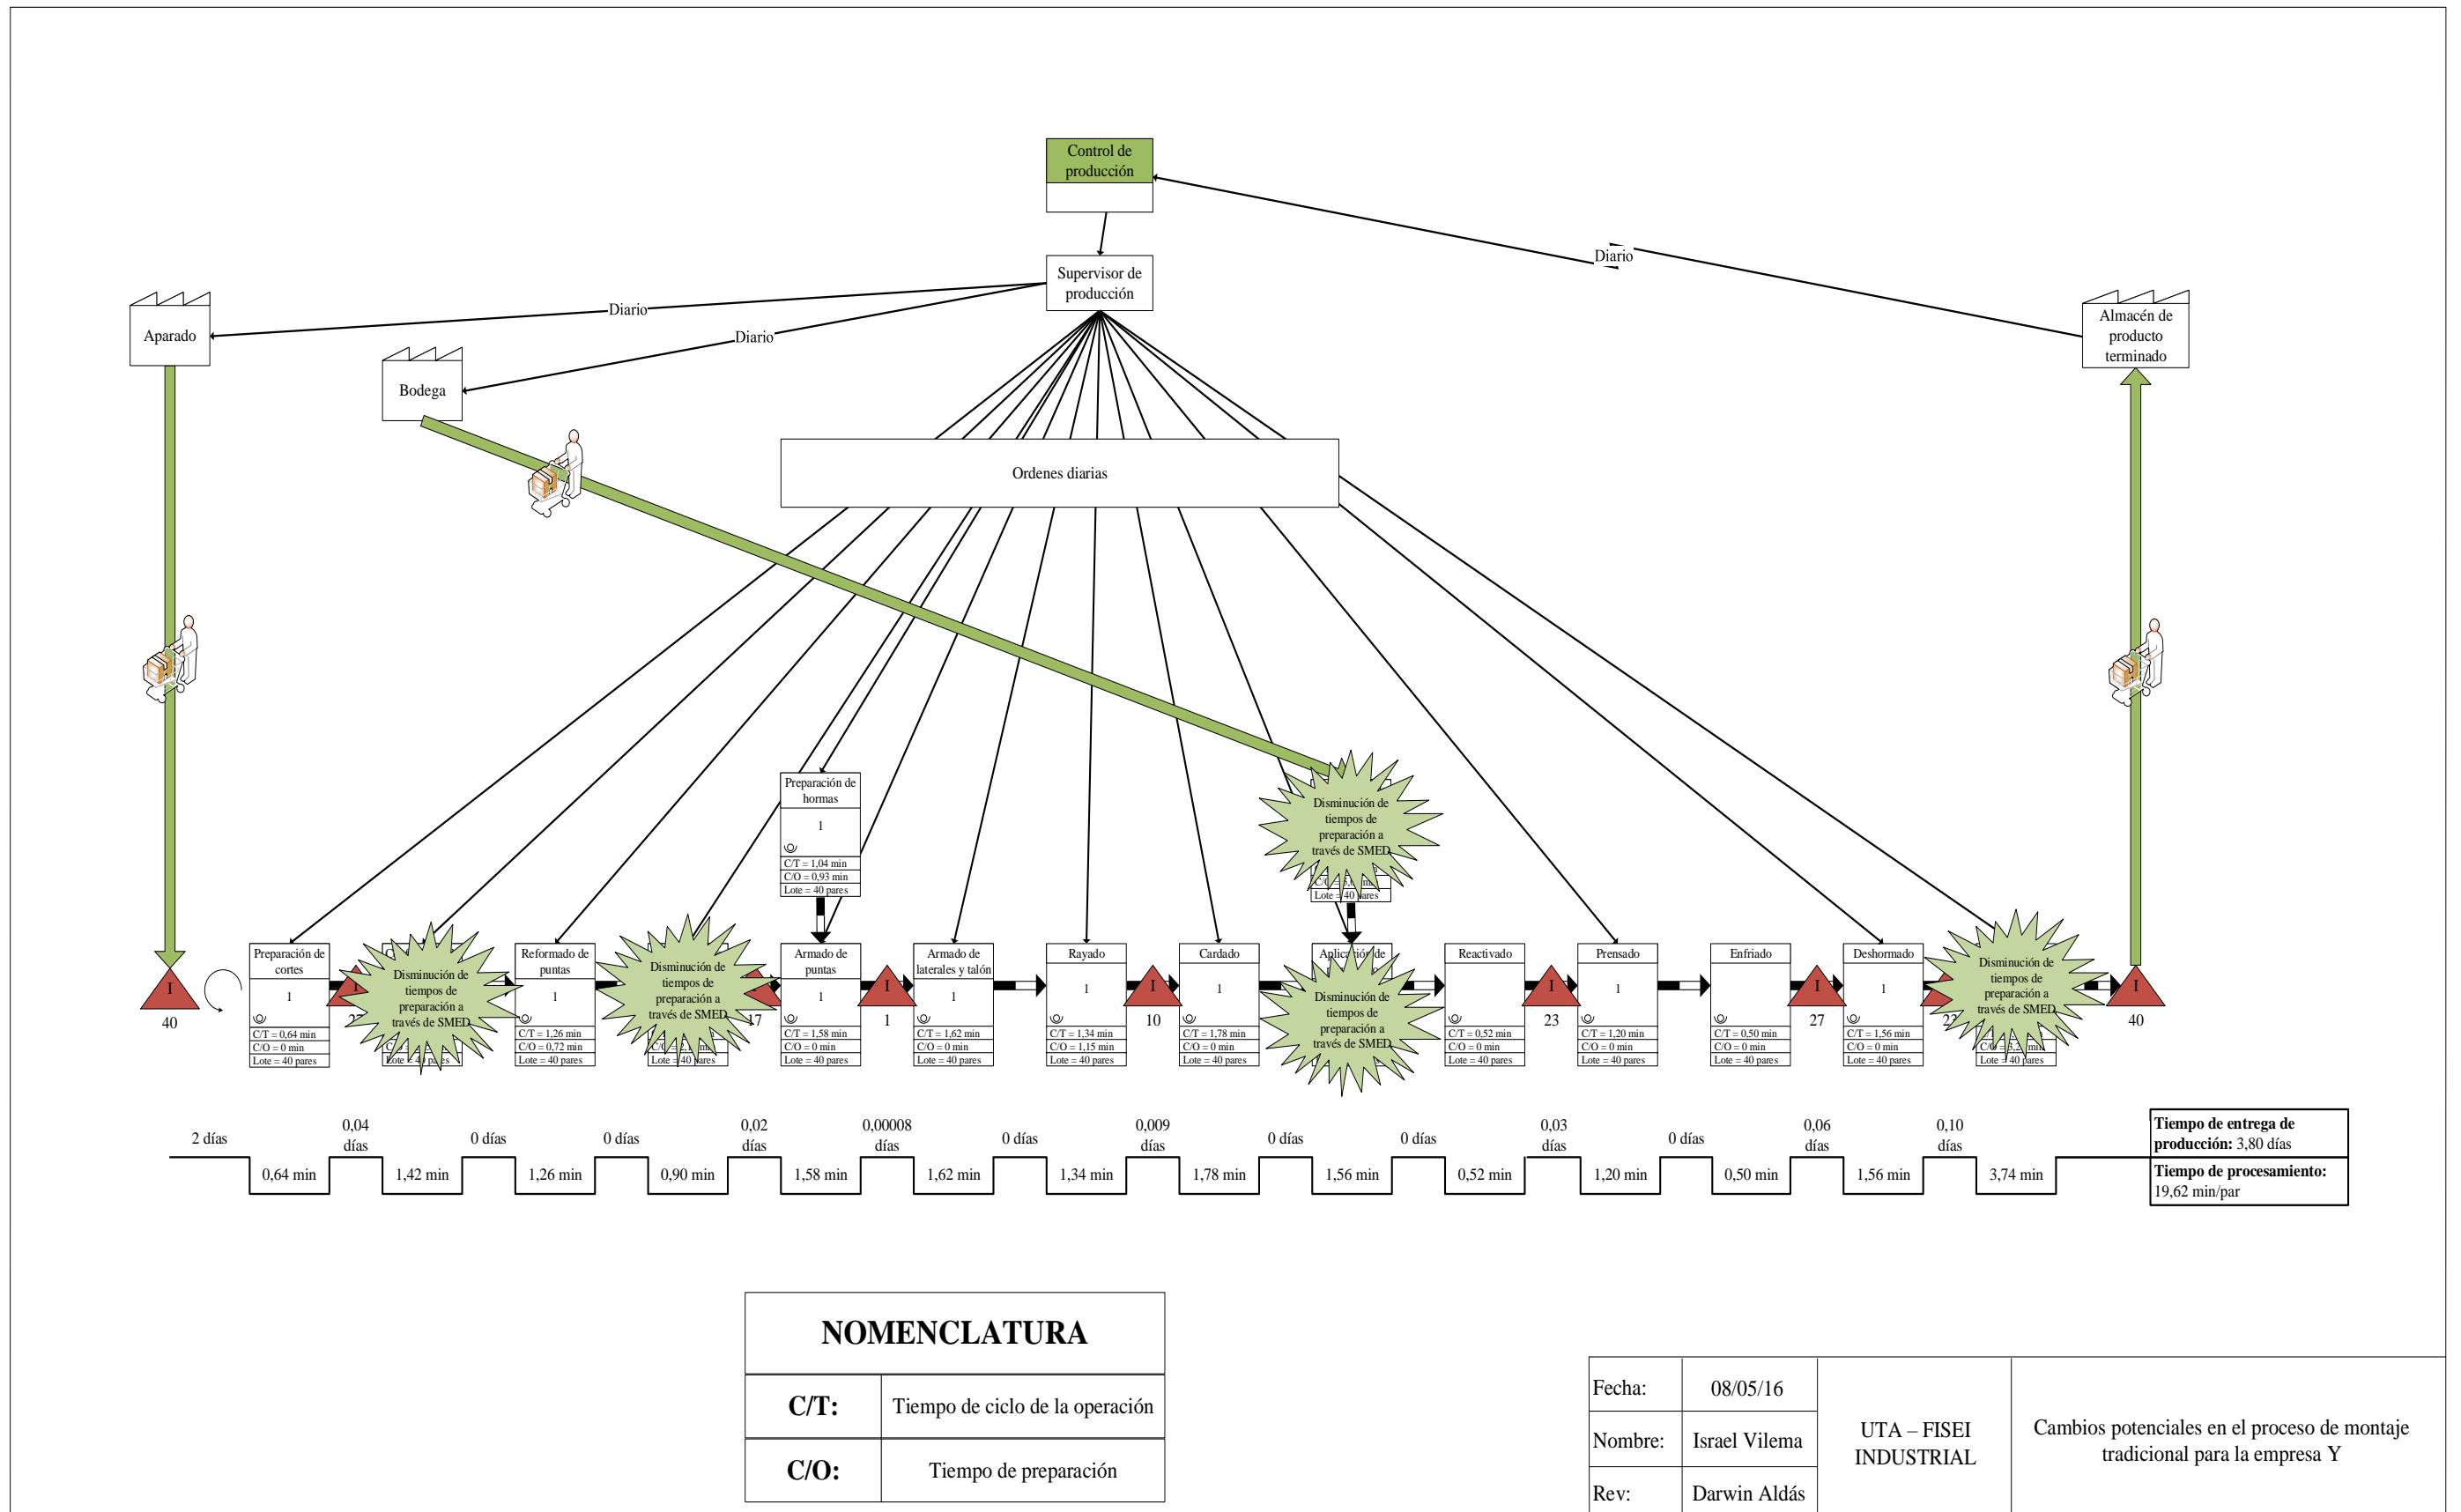 Control de
producción
Supervisor de
producción
Diario
Diario
Diario
Aparado
Bodega
Almacén de
producto
terminado
Ordenes diarias
Preparación de
hormas
1
C/T = 1,04 min
C/O = 0,93 min
Lote = 40 pares
Disminución de
tiempos de
preparación a
través de SMED
Lote = 40 pares
I
40
Preparación de
cortes
1
C/T = 0,64 min
C/O = 0 min
Lote = 40 pares
I
Disminución de
tiempos de
preparación a
través de SMED
Lote = 40 pares
Reformado de
puntas
1
C/T = 1,26 min
C/O = 0,72 min
Lote = 40 pares
Disminución de
tiempos de
preparación a
través de SMED
Lote = 40 pares
17
Armado de
puntas
1
C/T = 1,58 min
C/O = 0 min
Lote = 40 pares
I
1
Armado de
laterales y talón
1
C/T = 1,62 min
C/O = 0 min
Lote = 40 pares
Rayado
1
C/T = 1,34 min
C/O = 1,15 min
Lote = 40 pares
I
10
Cardado
1
C/T = 1,78 min
C/O = 0 min
Lote = 40 pares
Aplicación de
Disminución de
tiempos de
preparación a
través de SMED
Reactivado
C/T = 0,52 min
C/O = 0 min
Lote = 40 pares
I
23
Prensado
1
C/T = 1,20 min
C/O = 0 min
Lote = 40 pares
Enfriado
C/T = 0,50 min
C/O = 0 min
Lote = 40 pares
I
27
Deshormado
1
C/T = 1,56 min
C/O = 0 min
Lote = 40 pares
Disminución de
tiempos de
preparación a
través de SMED
Lote = 40 pares
I
40
2 días
0,04
días
0 días
0 días
0,02
días
0,00008
días
0 días
0,009
días
0 días
0 días
0,03
días
0 días
0,06
días
0,10
días
0,64 min
1,42 min
1,26 min
0,90 min
1,58 min
1,62 min
1,34 min
1,78 min
1,56 min
0,52 min
1,20 min
0,50 min
1,56 min
3,74 min
Tiempo de entrega de
producción: 3,80 días
Tiempo de procesamiento:
19,62 min/par
NOMENCLATURA
C/T: Tiempo de ciclo de la operación
C/O: Tiempo de preparación
Fecha: 08/05/16
Nombre: Israel Vilema
Rev: Darwin Aldás
UTA – FISEI
INDUSTRIAL
Cambios potenciales en el proceso de montaje
tradicional para la empresa Y